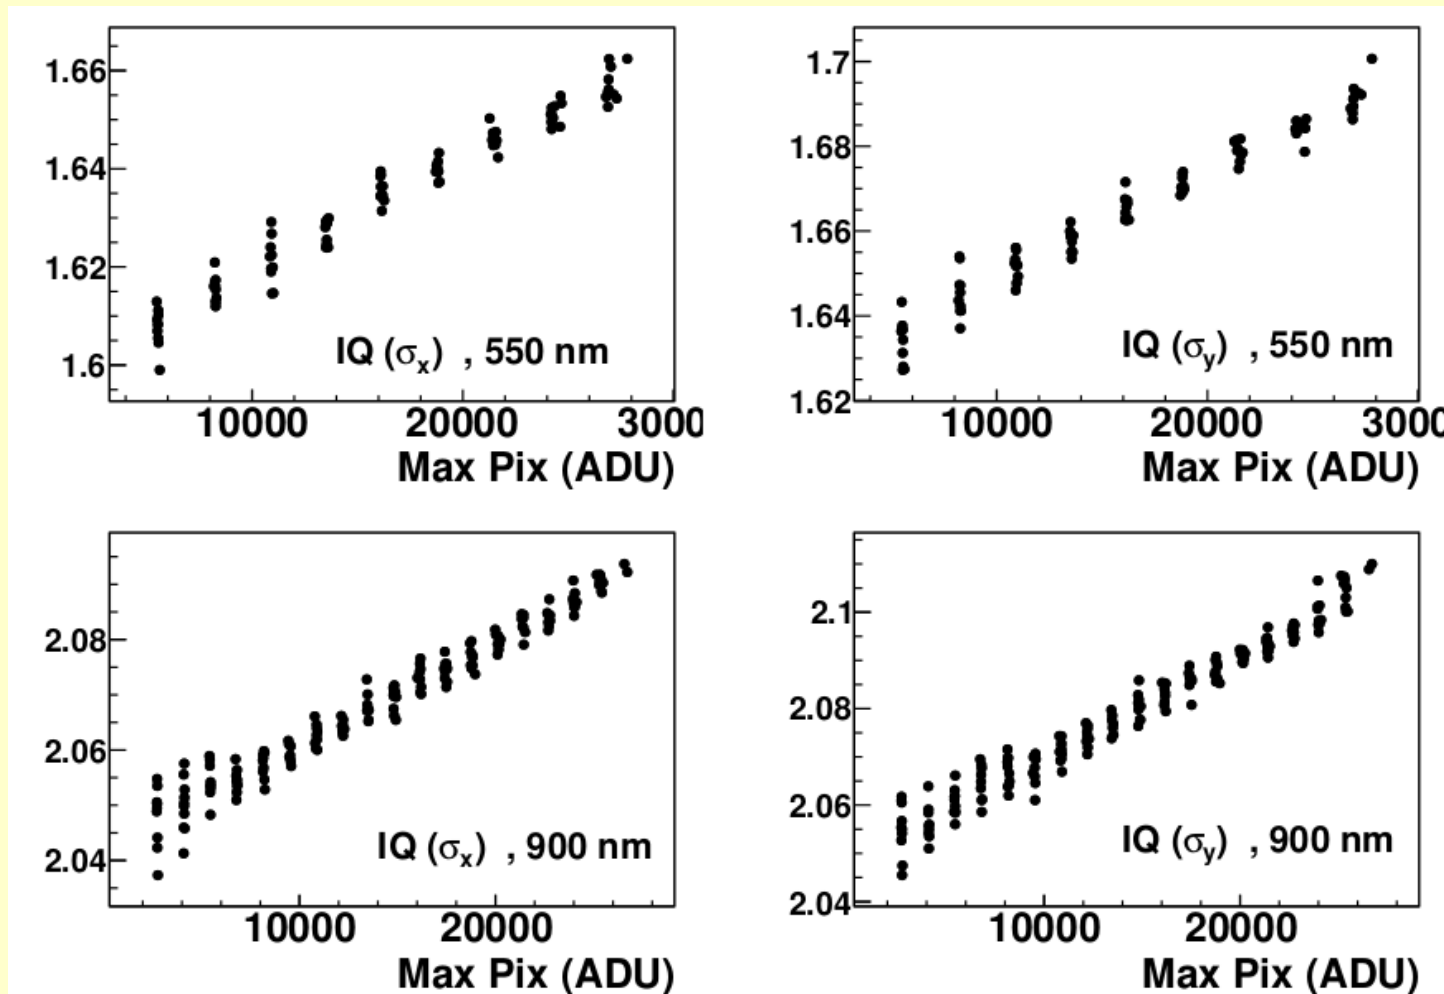 1.66
1.64
1.62
1.6
IQ (σx) , 550 nm
10000 20000 3000
Max Pix (ADU)
1.7
1.68
1.66
1.64
1.62
IQ (σy) , 550 nm
10000 20000 3000
Max Pix (ADU)
2.08
2.06
2.04
IQ (σx) , 900 nm
10000 20000
Max Pix (ADU)
2.1
2.08
2.06
2.04
IQ (σy) , 900 nm
10000 20000
Max Pix (ADU)